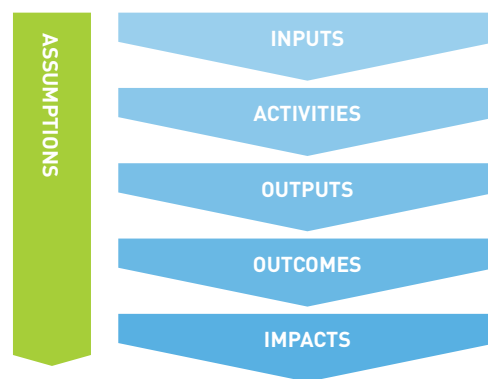 ASSUMPTIONS
INPUTS
ACTIVITIES
OUTPUTS
OUTCOMES
IMPACTS